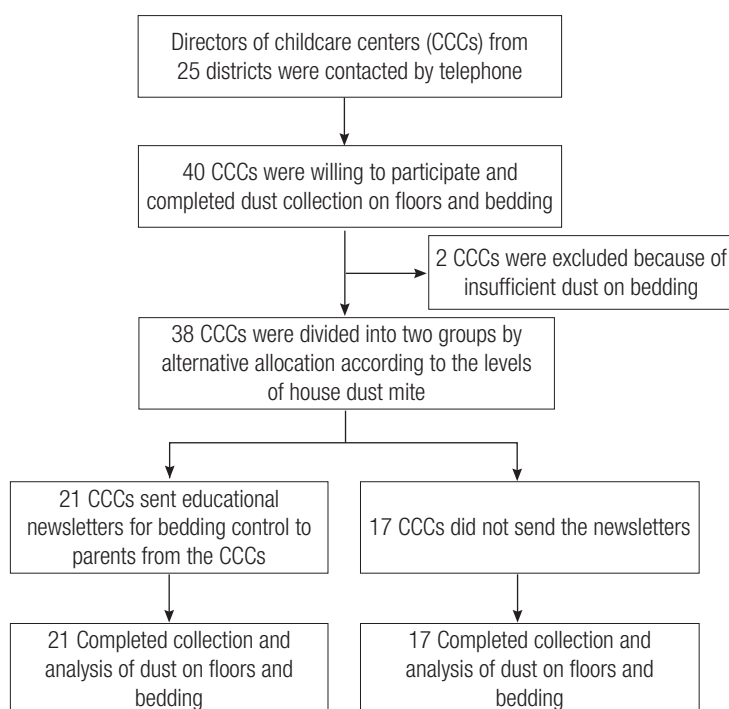 Directors of childcare centers (CCCs) from
25 districts were contacted by telephone
40 CCCs were willing to participate and
completed dust collection on floors and bedding
2 CCCs were excluded because of
insufficient dust on bedding
38 CCCs were divided into two groups by
alternative allocation according to the levels
of house dust mite
21 CCCs sent educational
newsletters for bedding control to
parents from the CCCs
17 CCCs did not send the newsletters
21 Completed collection and
analysis of dust on floors and
bedding
17 Completed collection and
analysis of dust on floors and
bedding